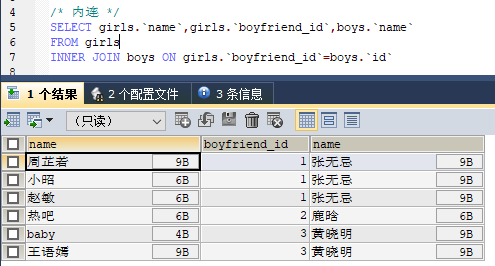 4
5
6
7
8
/* 内连 */
SELECT girls.`name`,girls.`boyfriend_id`,boys.`name`
FROM girls
INNER JOIN boys ON girls.`boyfriend_id`=boys.`id`
1 个结果 2 个配置文件 3 条信息
(只读)
name boyfriend_id name
周芷若 9B 1 张无忌 9B
小昭 6B 1 张无忌 9B
赵敏 6B 1 张无忌 9B
热吧 6B 2 鹿晗 6B
baby 4B 3 黄晓明 9B
王语嫣 9B 3 黄晓明 9B